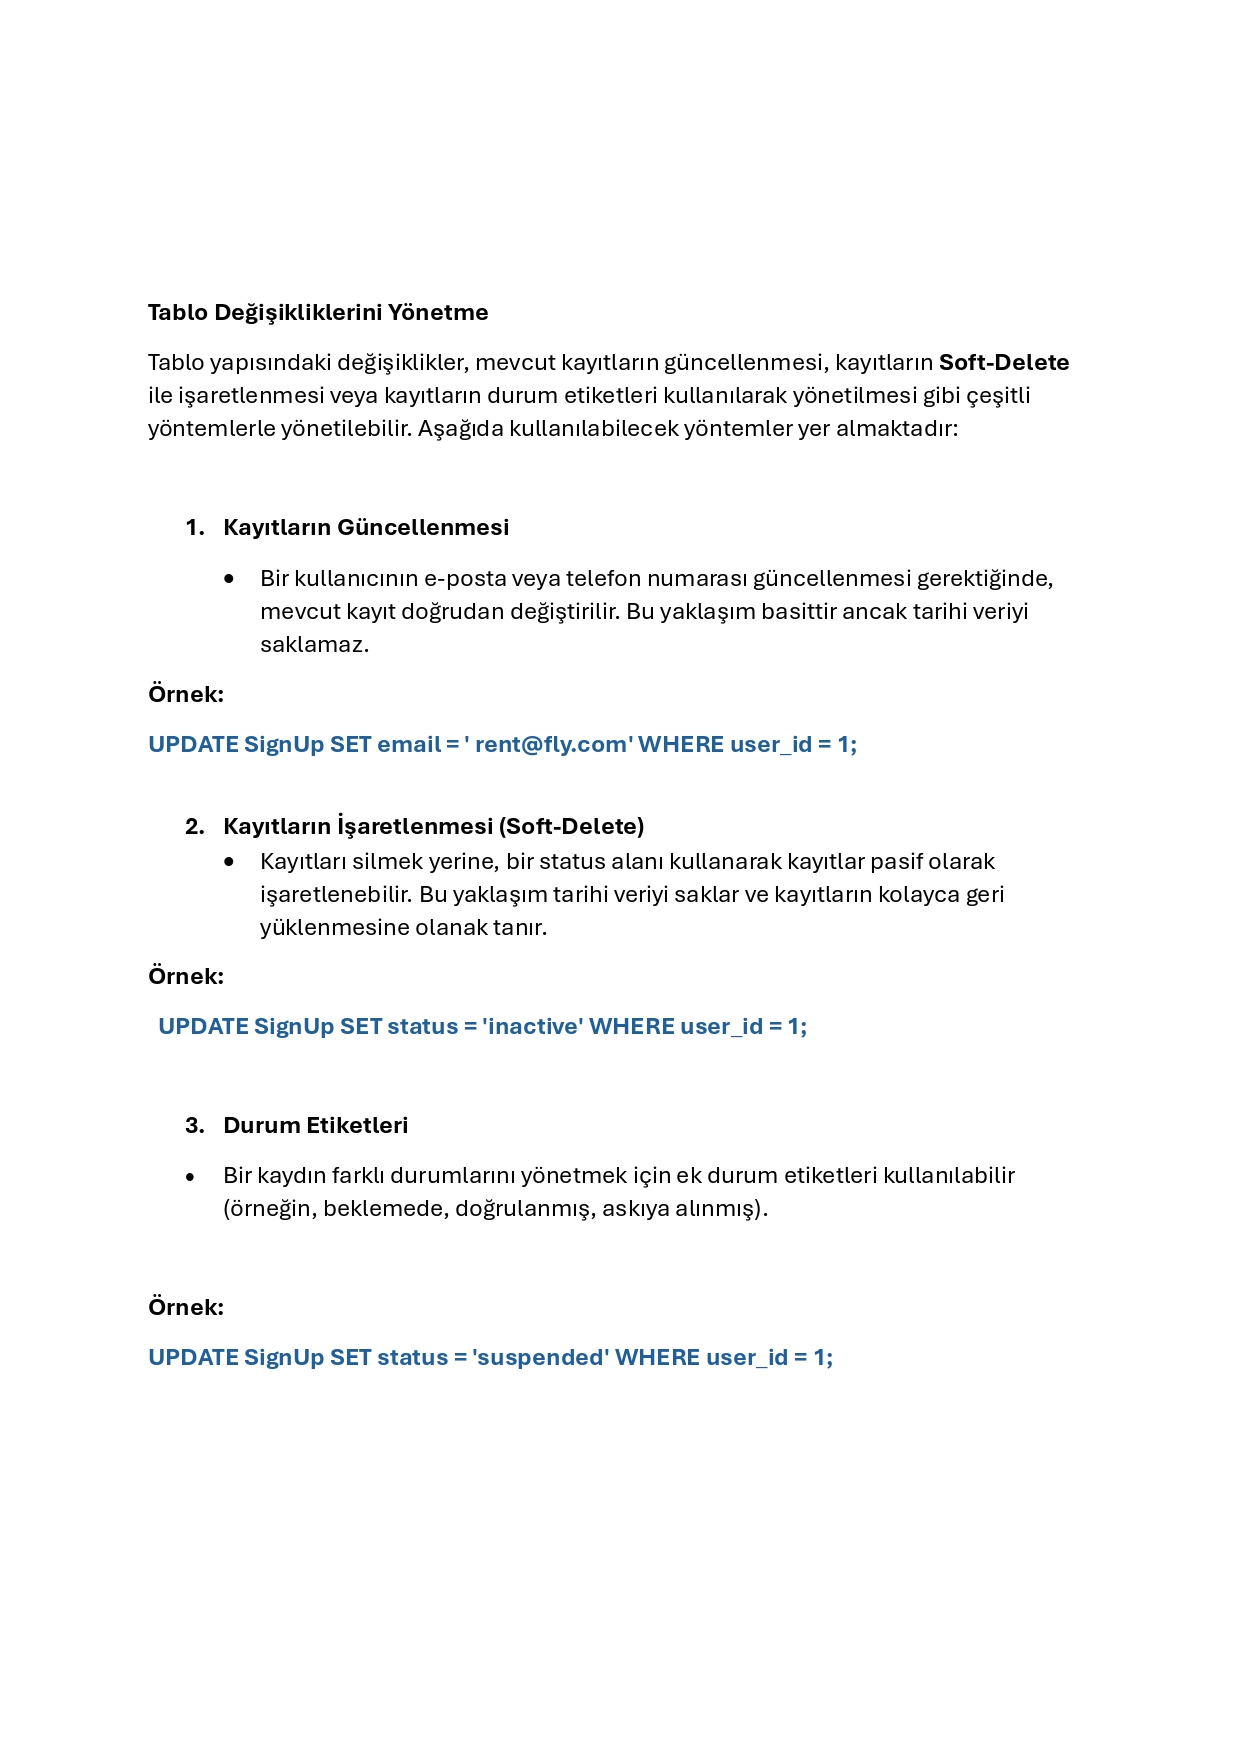 Tablo Değişikliklerini Yönetme
Tablo yapısındaki değişiklikler, mevcut kayıtların güncellenmesi, kayıtların Soft-Delete
ile işaretlenmesi veya kayıtların durum etiketleri kullanılarak yönetilmesi gibi çeşitli
yöntemlerle yönetilebilir. Aşağıda kullanılabilecek yöntemler yer almaktadır:
1. Kayıtların Güncellenmesi
• Bir kullanıcının e-posta veya telefon numarası güncellenmesi gerektiğinde,
mevcut kayıt doğrudan değiştirilir. Bu yaklaşım basittir ancak tarihi veriyi
saklamaz.
Örnek:
UPDATE SignUp SET email = ' rent@fly.com' WHERE user_id = 1;
2. Kayıtların İşaretlenmesi (Soft-Delete)
• Kayıtları silmek yerine, bir status alanı kullanarak kayıtlar pasif olarak
işaretlenebilir. Bu yaklaşım tarihi veriyi saklar ve kayıtların kolayca geri
yüklenmesine olanak tanır.
Örnek:
UPDATE SignUp SET status = 'inactive' WHERE user_id = 1;
3. Durum Etiketleri
• Bir kaydın farklı durumlarını yönetmek için ek durum etiketleri kullanılabilir
(örneğin, beklemede, doğrulanmış, askıya alınmış).
Örnek:
UPDATE SignUp SET status = 'suspended' WHERE user_id = 1;